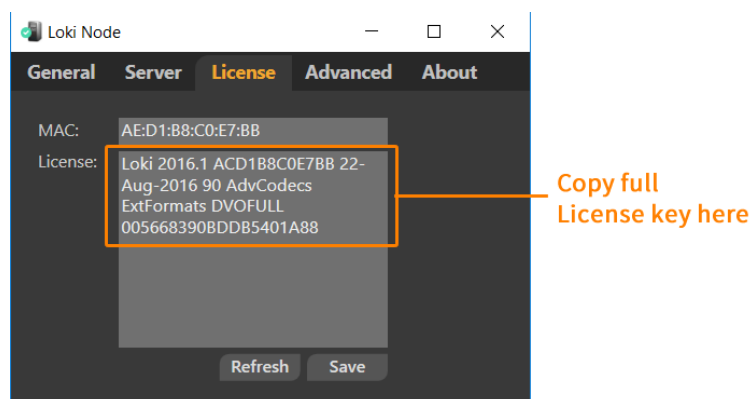 Loki Node
General Server License Advanced About
MAC: AE:D1:B8:C0:E7:BB
License: Loki 2016.1 ACD1B8C0E7BB 22-
Aug-2016 90 AdvCodecs
ExtFormats DVOFULL
005668390BDDB5401A88
Copy full
License key here
Refresh Save